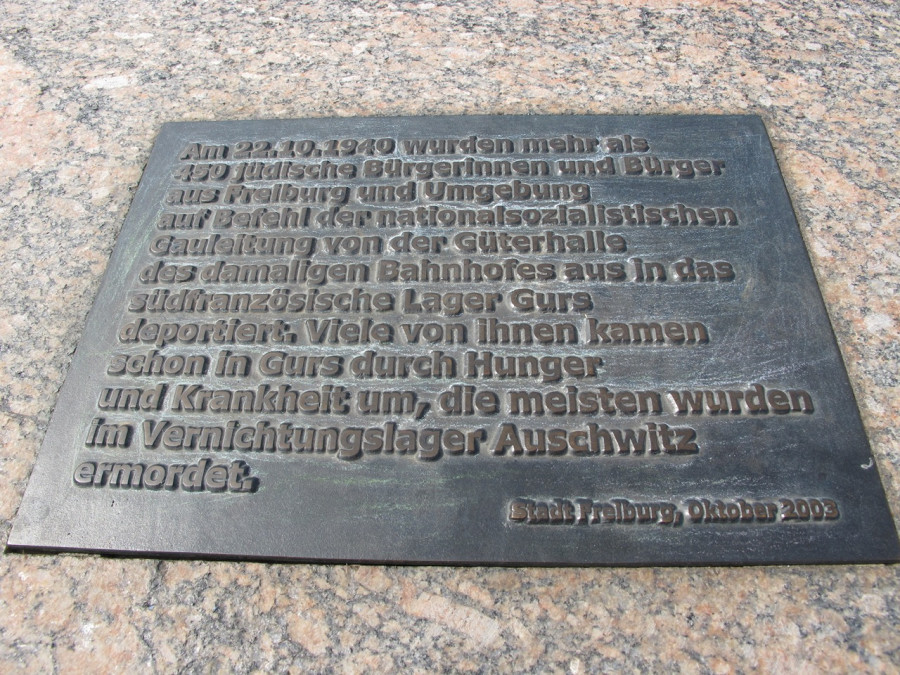 Am 22.10.1940 wurden mehr als
450 jüdische Bürgerinnen und Bürger
aus Freiburg und Umgebung
auf Befehl der nationalsozialistischen
Gauleitung von der Güterhalle
des damaligen Bahnhofes aus in das
südfranzösische Lager Gurs
deportiert. Viele von ihnen kamen
schon in Gurs durch Hunger
und Krankheit um, die meisten wurden
im Vernichtungslager Auschwitz
ermordet.
Stadt Freiburg, Oktober 2003